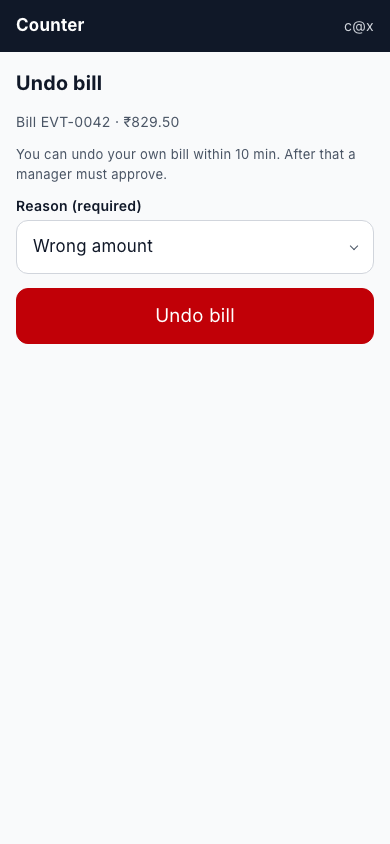 Counter
c@x
Undo bill
Bill EVT-0042 · ₹829.50
You can undo your own bill within 10 min. After that a
manager must approve.
Reason (required)
Wrong amount
Undo bill